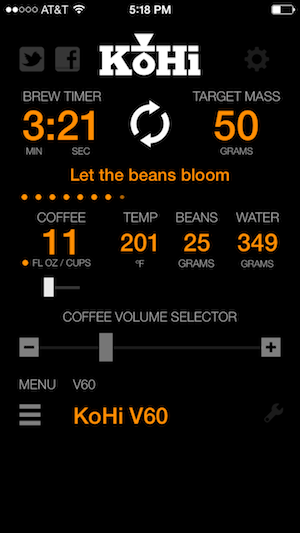 AT&T 5:18 PM
KoHi
BREW TIMER TARGET MASS
3:21 50
MIN SEC GRAMS
Let the beans bloom
COFFEE TEMP BEANS WATER
11 201 25 349
FL OZ / CUPS °F GRAMS GRAMS
COFFEE VOLUME SELECTOR
MENU V60
KoHi V60